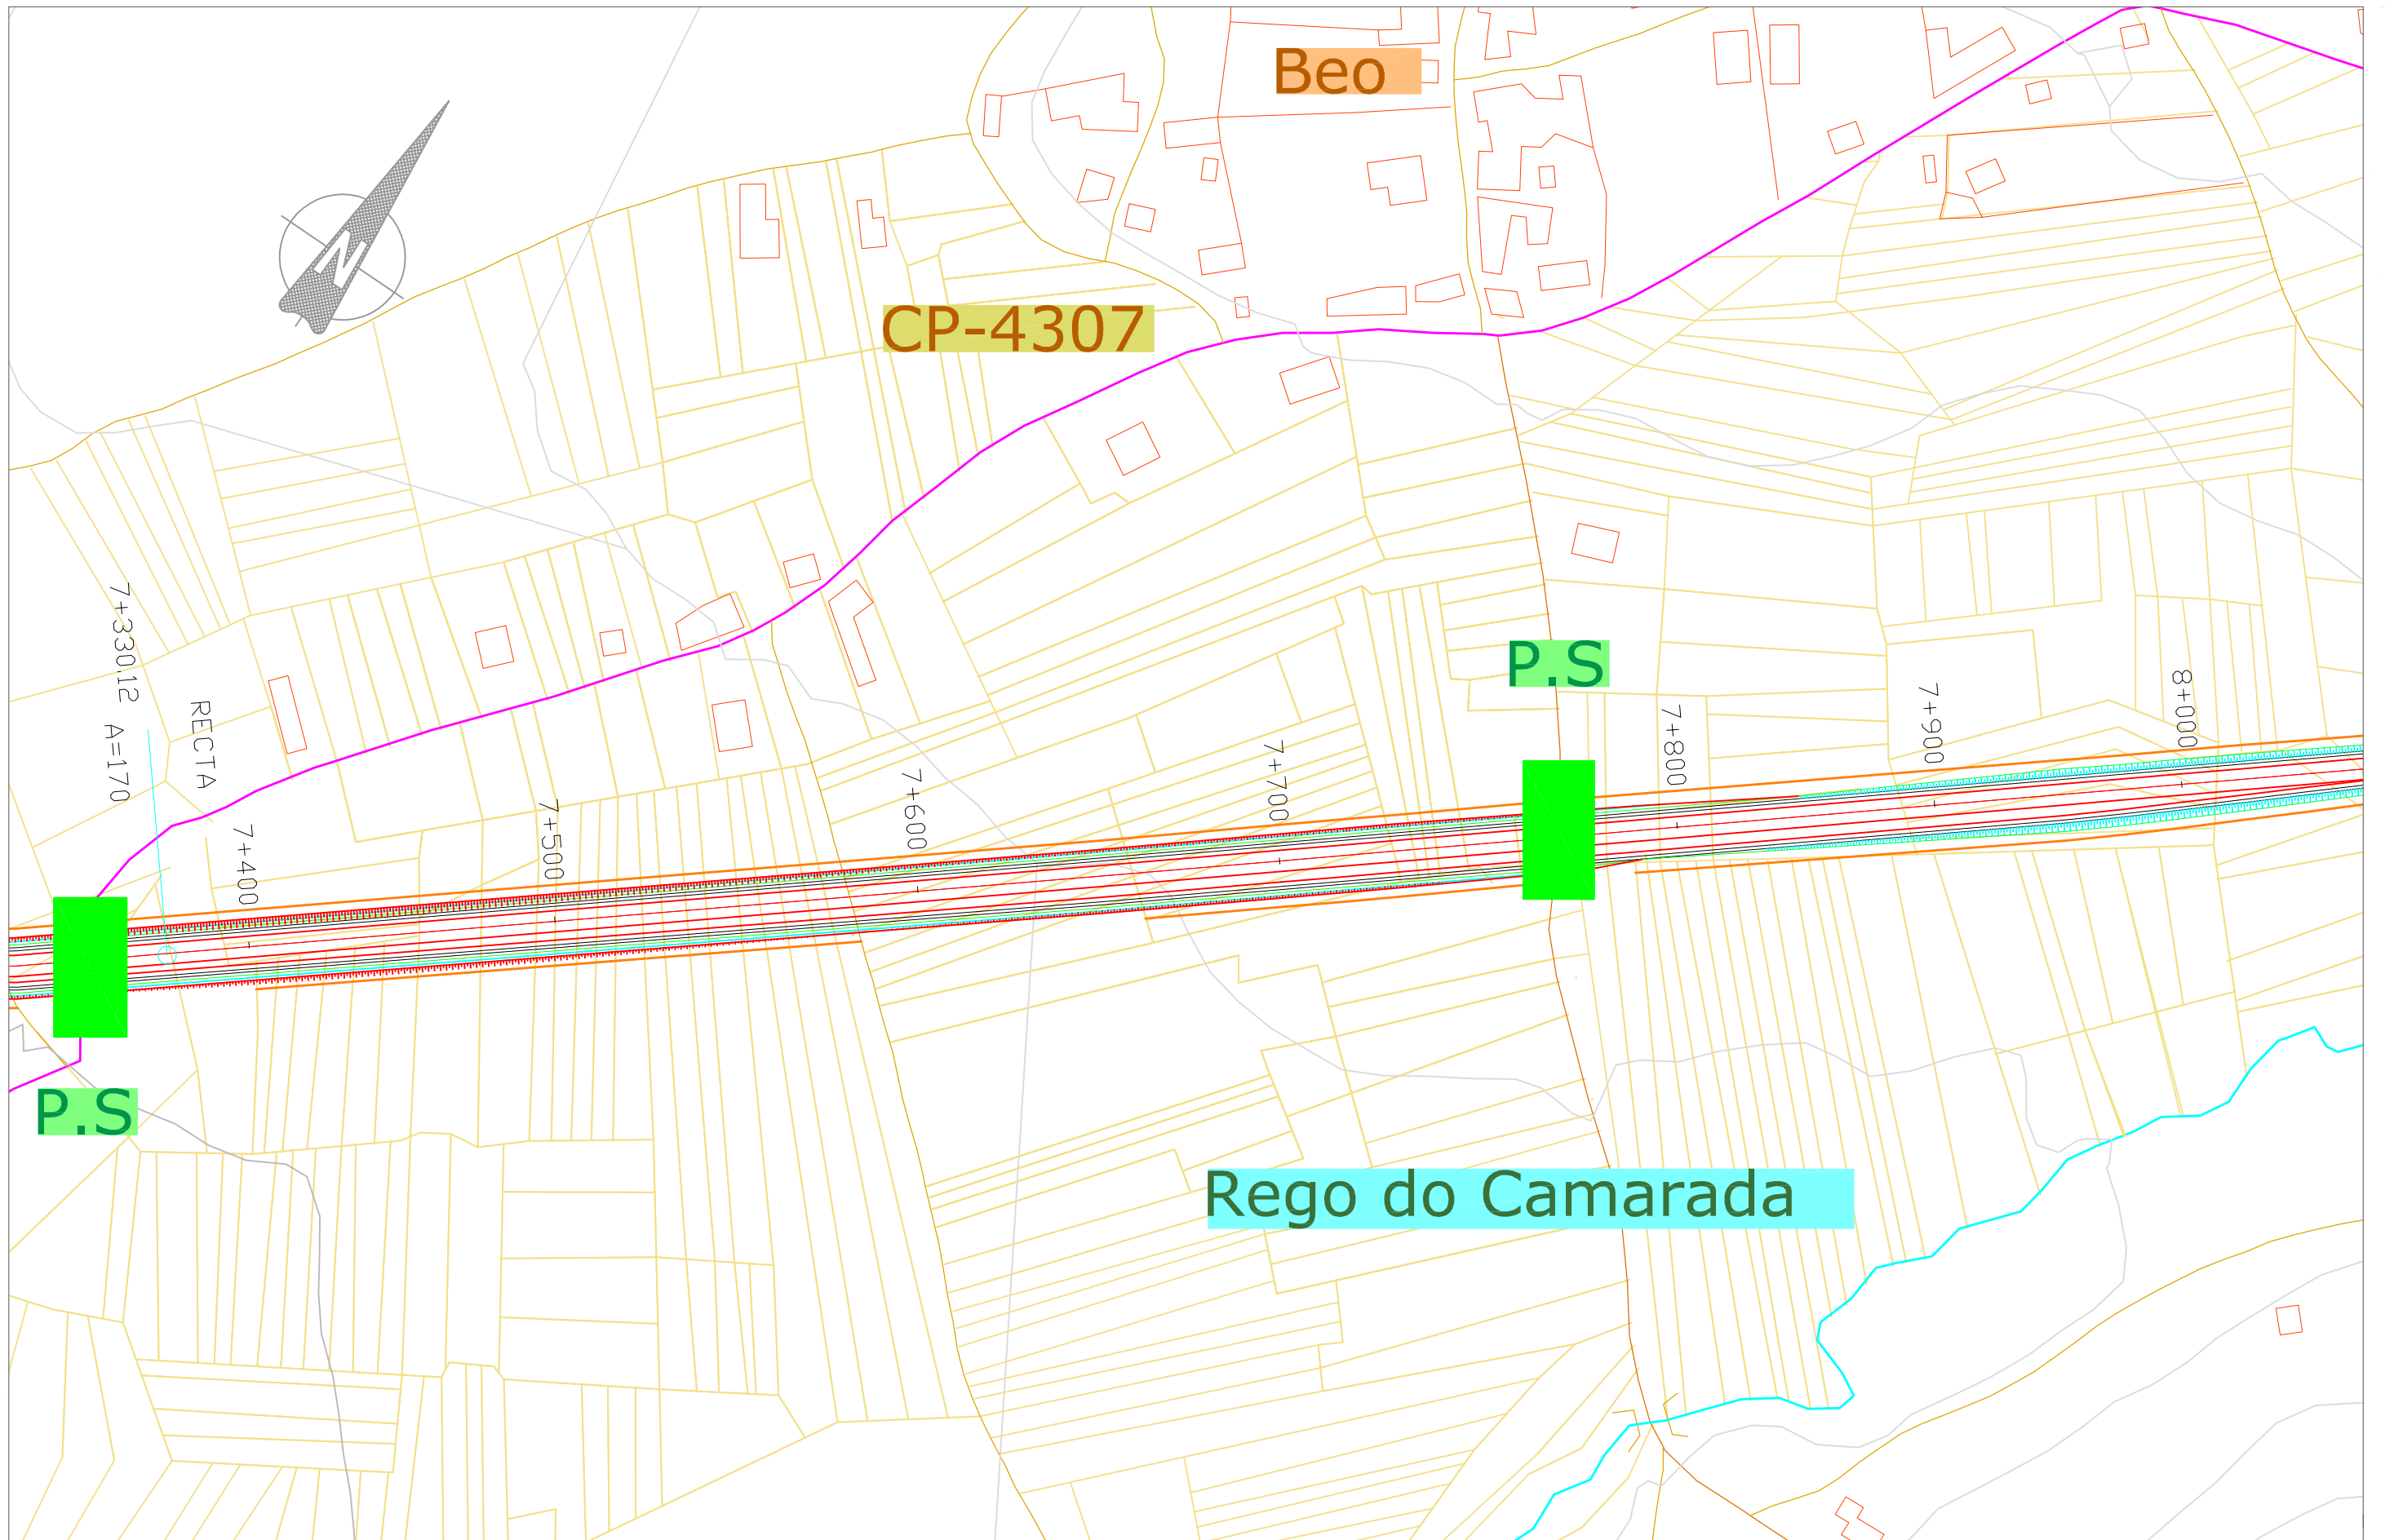 Beo
N
CP-4307
7+330.12 A=170
RECTA
P.S
8+000
7+900
7+800
7+700
7+600
7+500
7+400
P.S
Rego do Camarada